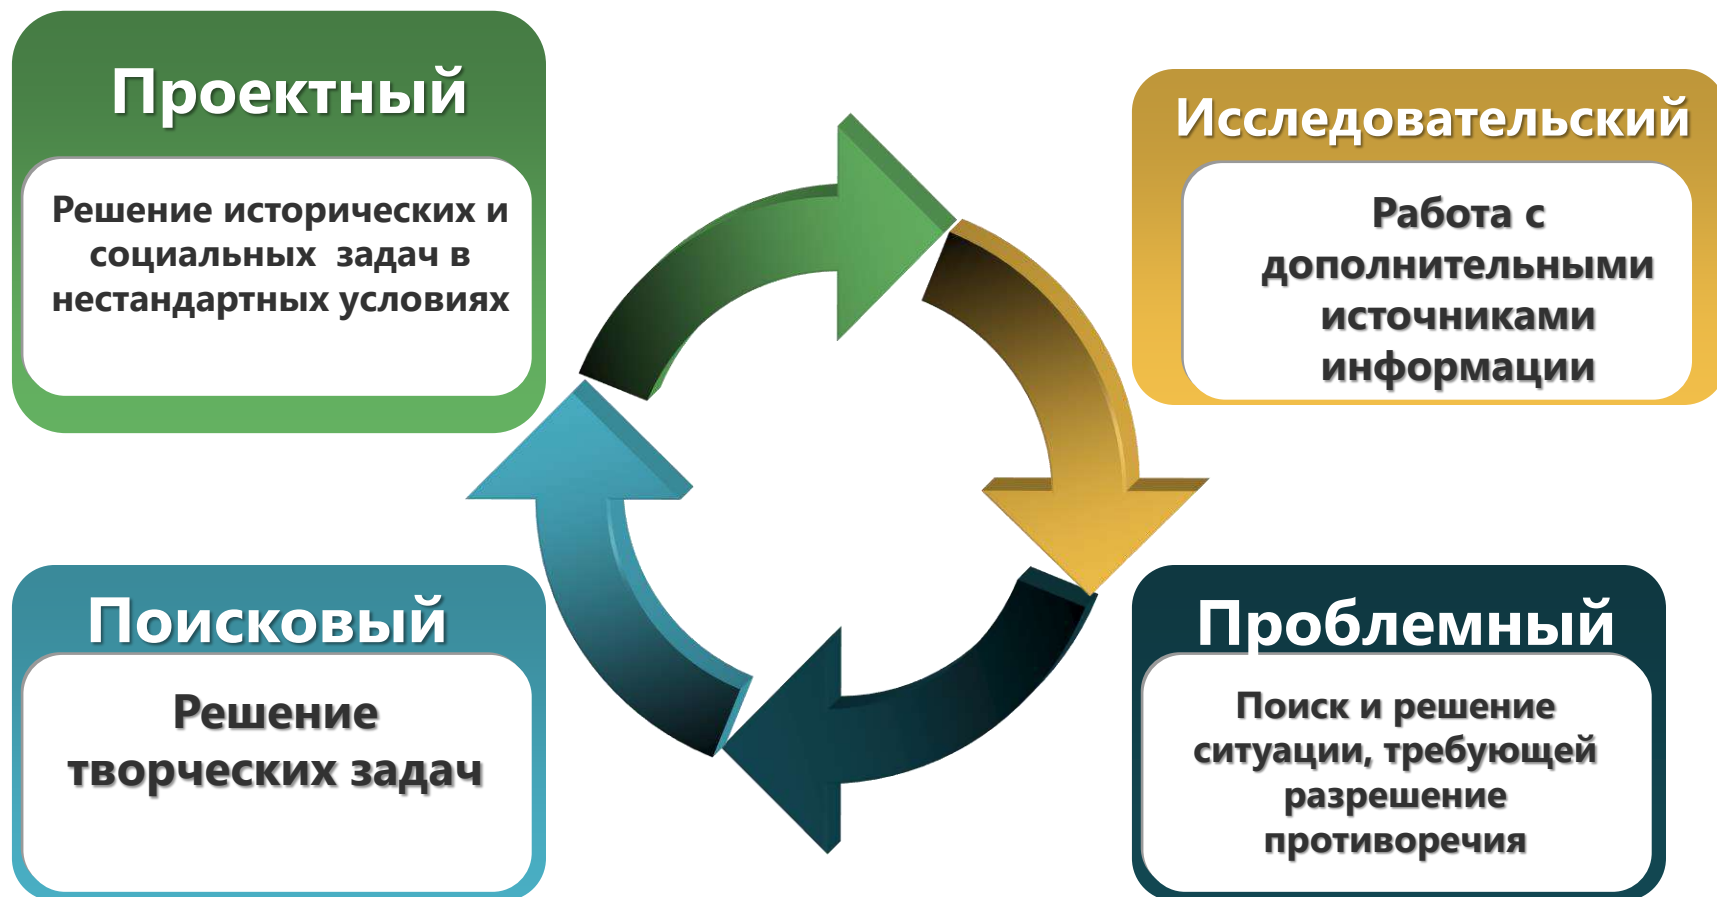 Проектный
Решение исторических и
социальных задач в
нестандартных условиях
Исследовательский
Работа с
дополнительными
источниками
информации
Поисковый
Решение
творческих задач
Проблемный
Поиск и решение
ситуации, требующей
разрешение
противоречия